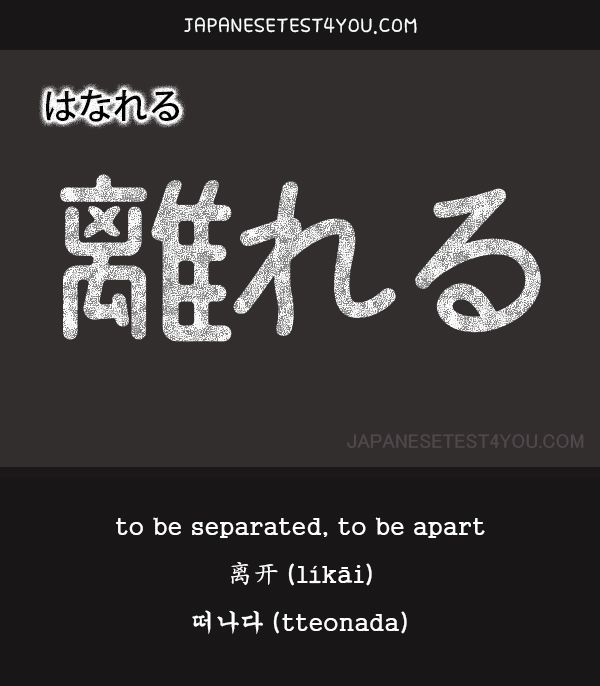 JAPANESETEST4YOU.COM
はなれる
離れる
JAPANESETEST4YOU.COM
to be separated, to be apart
离开 (líkāi)
떠나다 (tteonada)